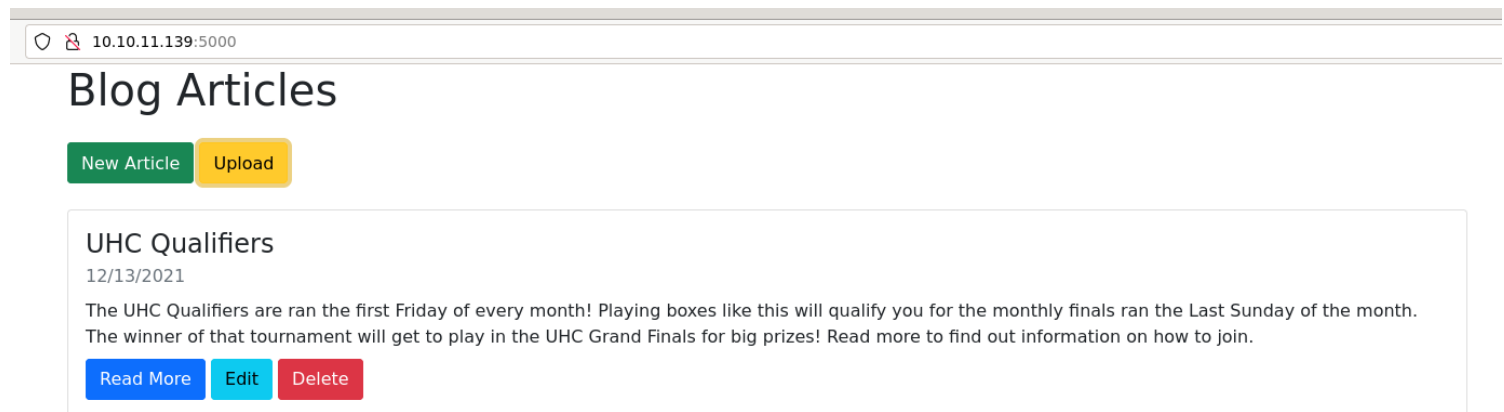 10.10.11.139:5000
Blog Articles
New Article Upload
UHC Qualifiers
12/13/2021
The UHC Qualifiers are ran the first Friday of every month! Playing boxes like this will qualify you for the monthly finals ran the Last Sunday of the month.
The winner of that tournament will get to play in the UHC Grand Finals for big prizes! Read more to find out information on how to join.
Read More Edit Delete